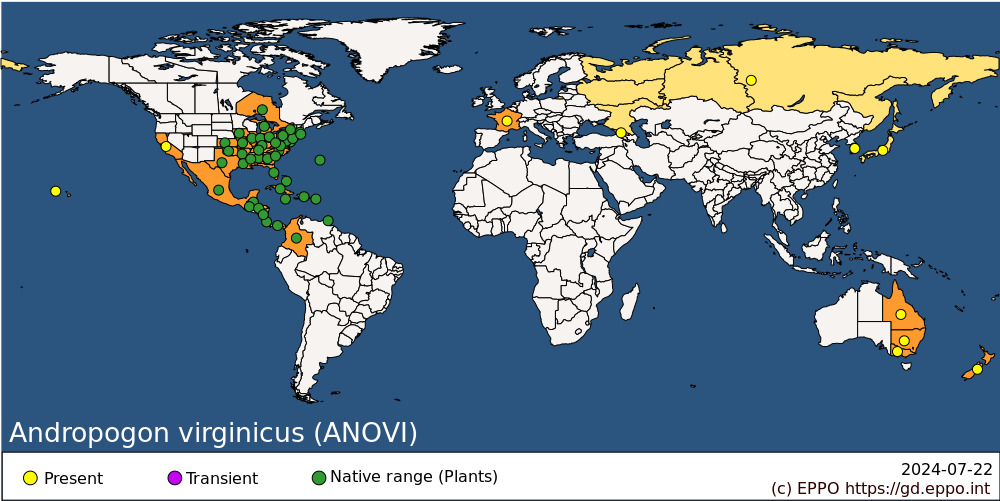 Andropogon virginicus (ANOVI)
Present
Transient
Native range (Plants)
2024-07-22
(c) EPPO https://gd.eppo.int